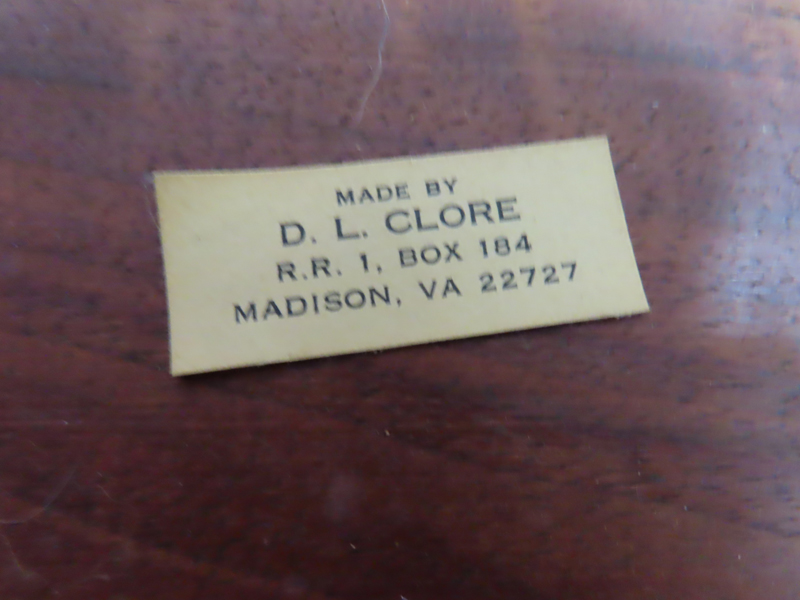 MADE BY
D. L. CLORE
R.R. 1, BOX 184
MADISON, VA 22727